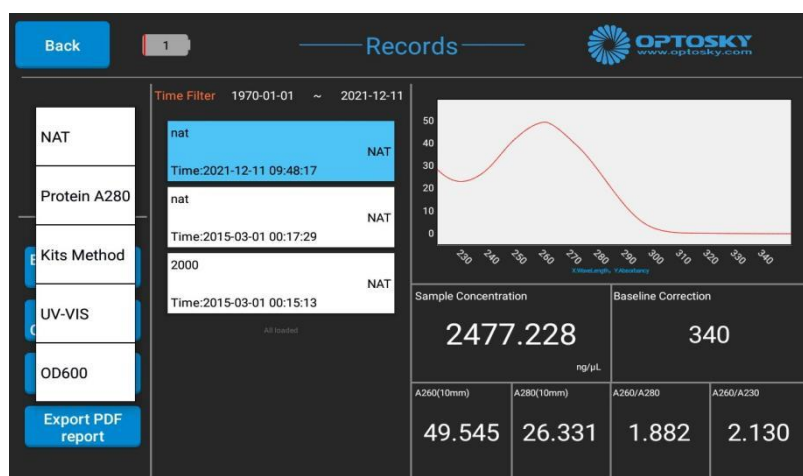 Back
1
Records
OPTOSKY
www.optosky.com
Time Filter 1970-01-01 ~ 2021-12-11
NAT
Protein A280
Kits Method
UV-VIS
OD600
Export PDF
report
nat
NAT
Time:2021-12-11 09:48:17
nat
NAT
Time:2015-03-01 00:17:29
2000
NAT
Time:2015-03-01 00:15:13
All loaded
50
40
30
20
10
0
230 240 250 260 270 280 290 300 310 320 330 340
X:WaveLength, Y:Absorbancy
Sample Concentration
2477.228
ng/μL
Baseline Correction
340
A260(10mm) A280(10mm) A260/A280 A260/A230
49.545 26.331 1.882 2.130